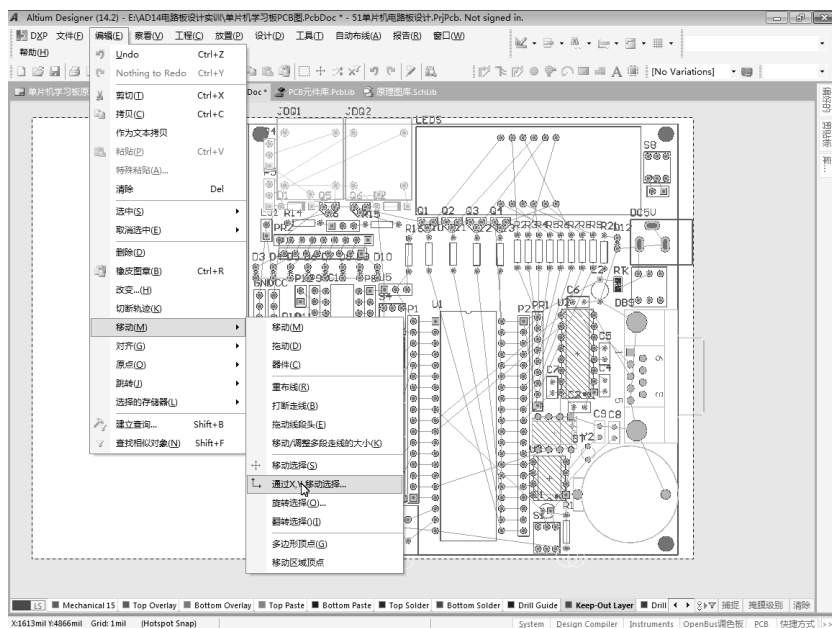 Altium Designer (14.2) - E:\AD14电路板设计实训\单片机学习板PCB图.PcbDoc * - 51单片机电路板设计.PrjPcb. Not signed in.
DXP 文件(F) 编辑(E) 察看(V) 工程(C) 放置(P) 设计(D) 工具(T) 自动布线(A) 报告(R) 窗口(W)
帮助(H)
[No Variations]
单片机学习板原 Doc * PCB元件库.PcbLib 原理图库.SchLib
Undo Ctrl+Z
Nothing to Redo Ctrl+Y
剪切(T) Ctrl+X
拷贝(C) Ctrl+C
作为文本拷贝
粘贴(P) Ctrl+V
特殊粘贴(A)...
清除 Del
选中(S)
取消选中(E)
删除(D)
橡皮图章(B) Ctrl+R
改变...(H)
切断轨迹(K)
移动(M)
对齐(G)
原点(O)
跳转(J)
选择的存储器(L)
建立查询... Shift+B
查找相似对象(N) Shift+F
移动(M)
拖动(D)
器件(C)
重布线(R)
打断走线(B)
拖动线段头(E)
移动/调整多段走线的大小(K)
移动选择(S)
通过X,Y移动选择...
旋转选择(O)...
翻转选择()(I)
多边形顶点(G)
移动区域顶点
JDQ1 JDQ2
LEDS
S8
Q5 Q6
Q1 Q2 Q3 Q4
DC5V
PR2
D3
D10
RK
C6
U1
P1
P2 PR1
DB9
C5
C4
C7
C9 C8
Y2
S1
R1
LS Mechanical 15 Top Overlay Bottom Overlay Top Paste Bottom Paste Top Solder Bottom Solder Drill Guide Keep-Out Layer Drill 捕捉 掩膜级别 清除
X:1613mil Y:4866mil Grid: 1mil (Hotspot Snap) System Design Compiler Instruments OpenBus调色板 PCB 快捷方式 >>